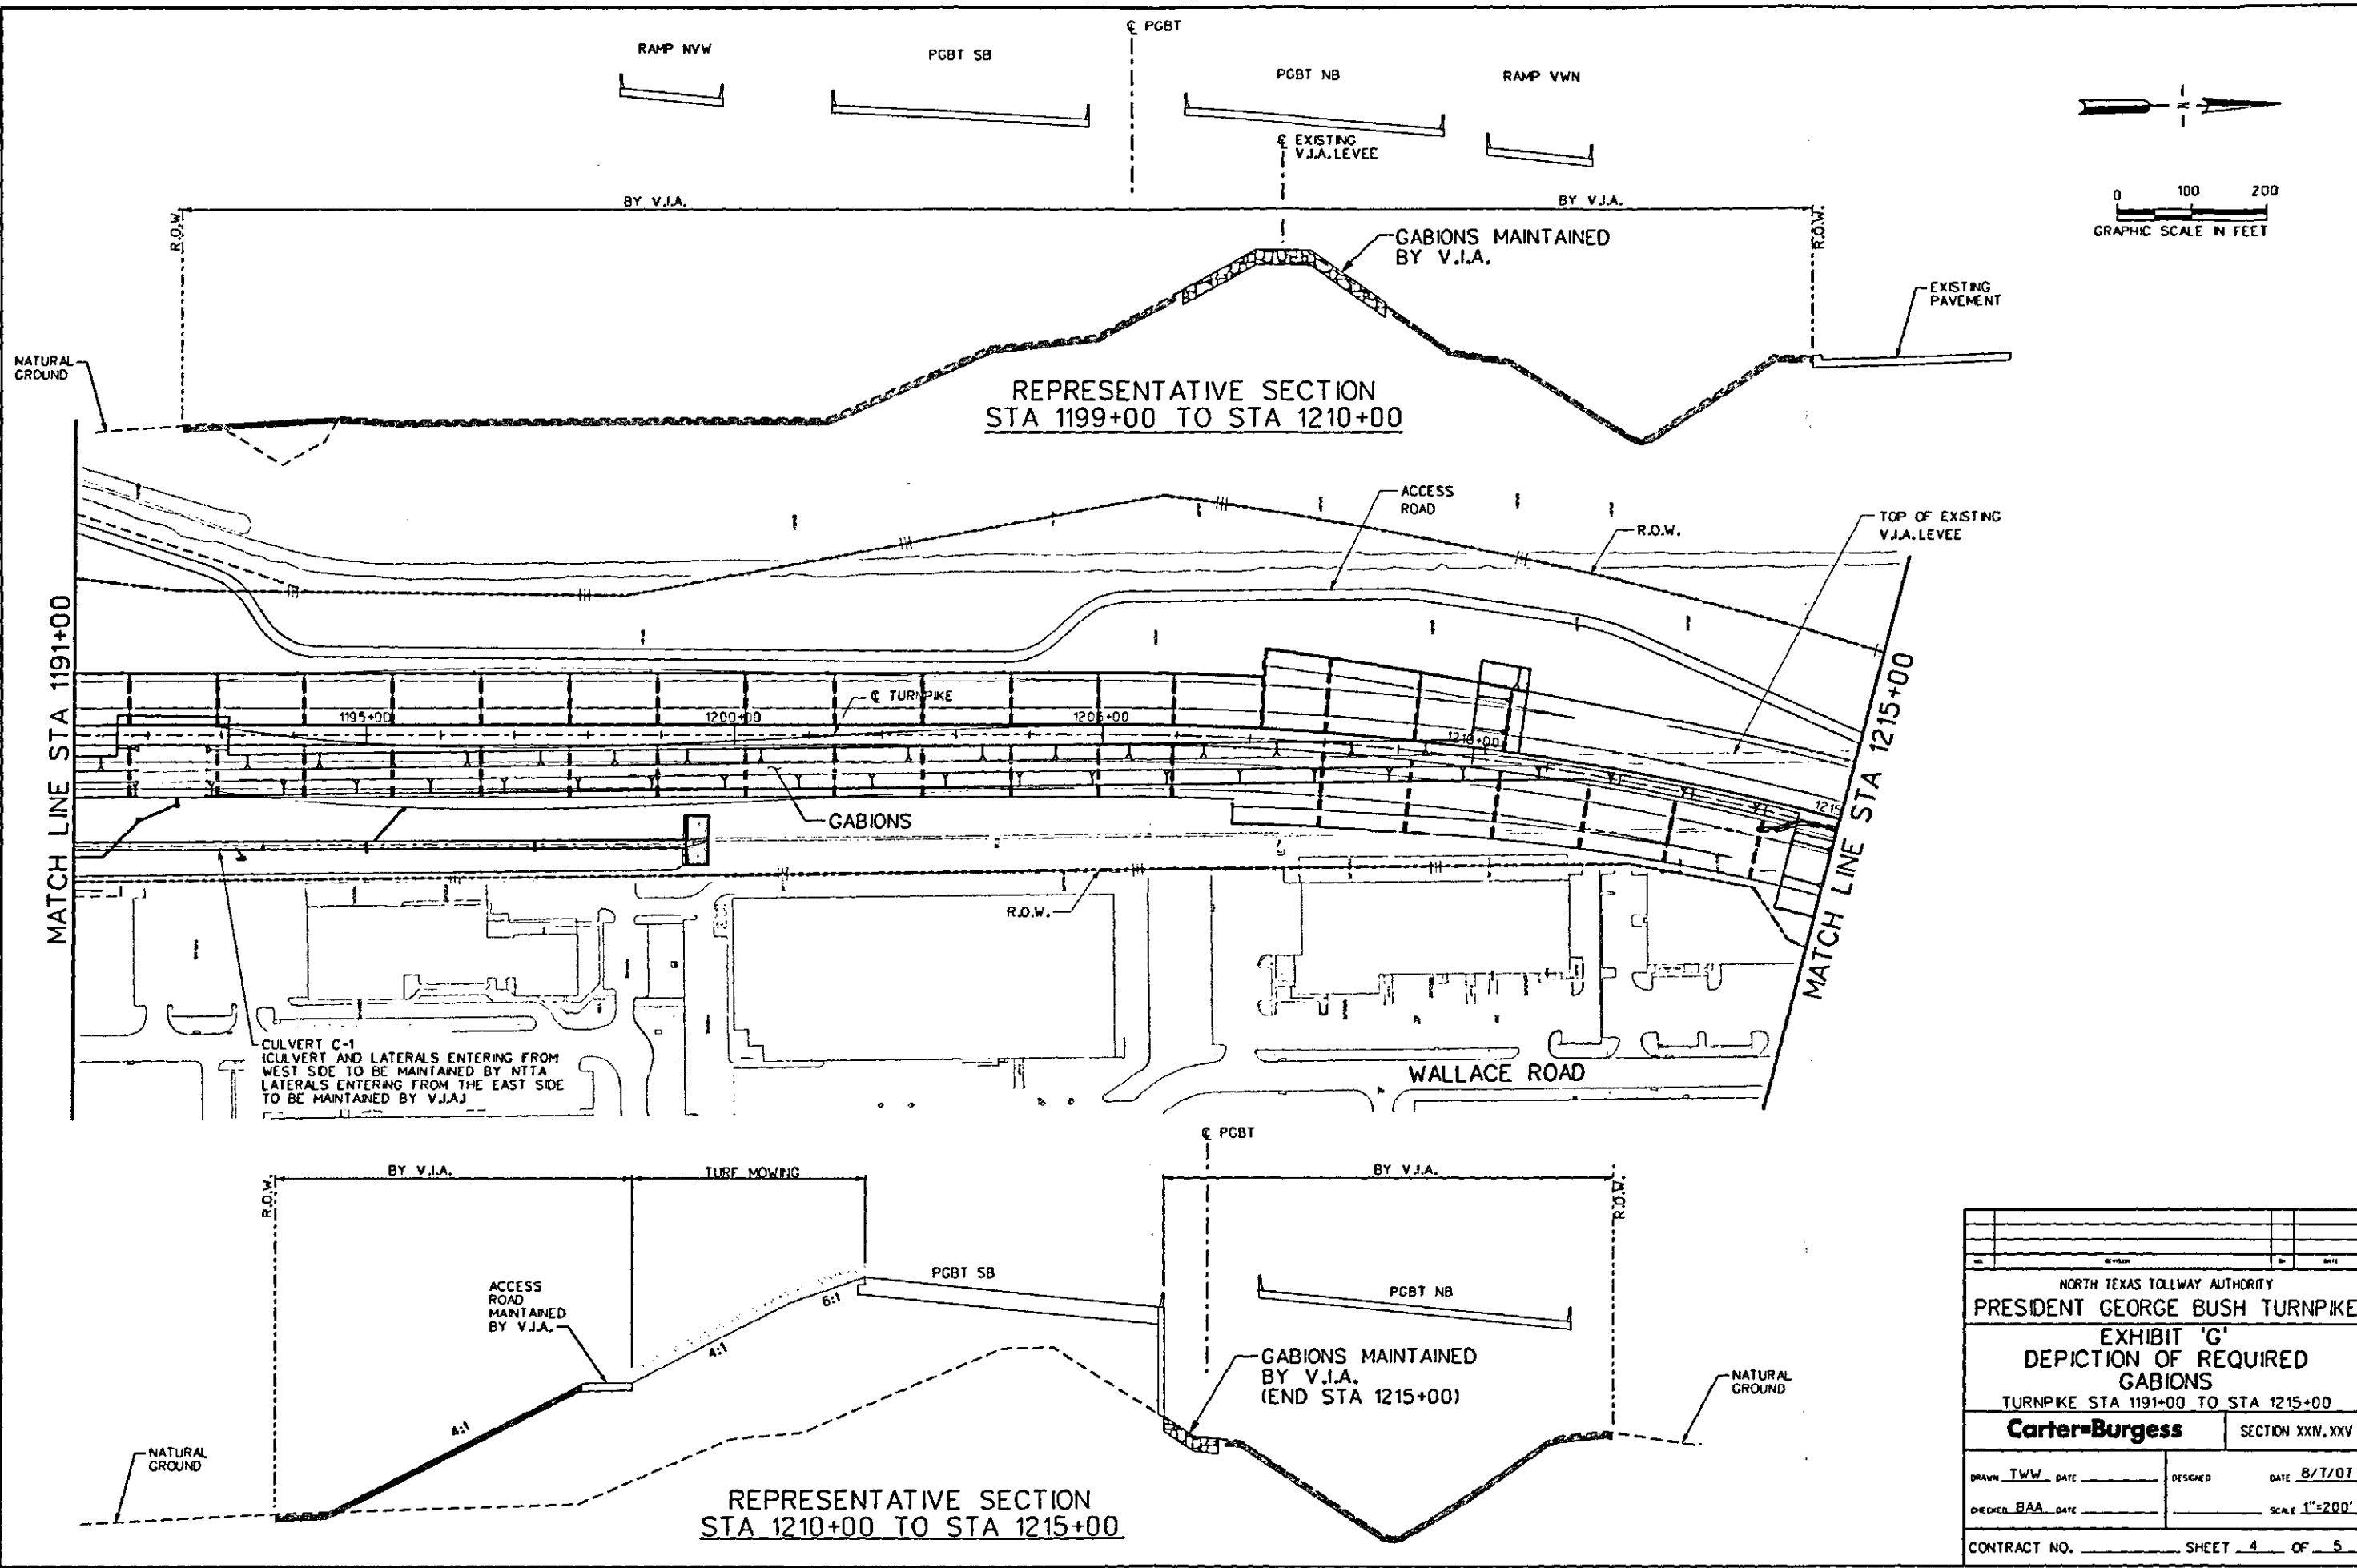 ℄ PGBT
RAMP NVW
PGBT SB
PGBT NB
RAMP VWN
℄ EXISTING
V.I.A. LEVEE
0 100 200
GRAPHIC SCALE IN FEET
R.O.W.
BY V.I.A.
BY V.I.A.
R.O.W.
GABIONS MAINTAINED
BY V.I.A.
EXISTING
PAVEMENT
NATURAL
GROUND
REPRESENTATIVE SECTION
STA 1199+00 TO STA 1210+00
ACCESS
ROAD
R.O.W.
TOP OF EXISTING
V.I.A. LEVEE
MATCH LINE STA 1191+00
℄ TURNPIKE
1195+00
1200+00
1205+00
1210+00
1215
GABIONS
R.O.W.
MATCH LINE STA 1215+00
CULVERT C-1
(CULVERT AND LATERALS ENTERING FROM
WEST SIDE TO BE MAINTAINED BY NTTA
LATERALS ENTERING FROM THE EAST SIDE
TO BE MAINTAINED BY V.I.A.)
WALLACE ROAD
℄ PGBT
R.O.W.
BY V.I.A.
TURF MOWING
BY V.I.A.
R.O.W.
ACCESS
ROAD
MAINTAINED
BY V.I.A.
PGBT SB
6:1
4:1
4:1
PGBT NB
GABIONS MAINTAINED
BY V.I.A.
(END STA 1215+00)
NATURAL
GROUND
NATURAL
GROUND
REPRESENTATIVE SECTION
STA 1210+00 TO STA 1215+00
NO. REVISION BY DATE
NORTH TEXAS TOLLWAY AUTHORITY
PRESIDENT GEORGE BUSH TURNPIKE
EXHIBIT 'G'
DEPICTION OF REQUIRED
GABIONS
TURNPIKE STA 1191+00 TO STA 1215+00
Carter=Burgess SECTION XXIV, XXV
DRAWN TWW DATE DESIGNED DATE 8/7/07
CHECKED BAA DATE SCALE 1"=200'
CONTRACT NO. SHEET 4 OF 5